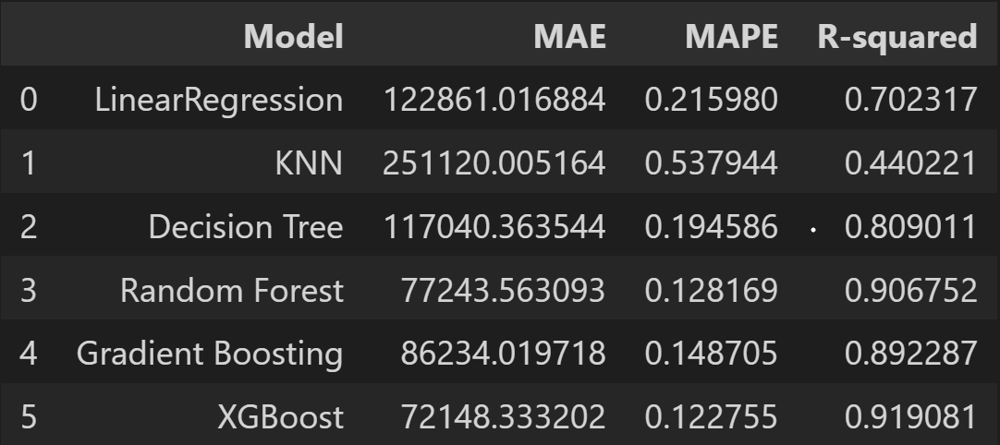 Model MAE MAPE R-squared
0 LinearRegression 122861.016884 0.215980 0.702317
1 KNN 251120.005164 0.537944 0.440221
2 Decision Tree 117040.363544 0.194586 · 0.809011
3 Random Forest 77243.563093 0.128169 0.906752
4 Gradient Boosting 86234.019718 0.148705 0.892287
5 XGBoost 72148.333202 0.122755 0.919081